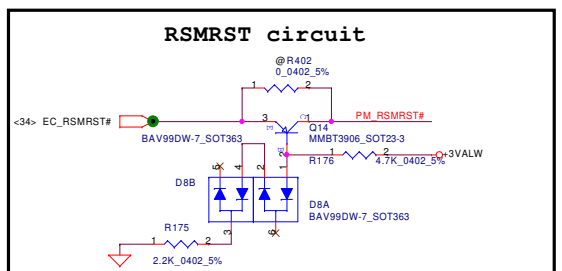 RSMRST circuit
@R402
0_0402_5%
1 2
<34> EC_RSMRST# 3 E C 1 PM_RSMRST#
Q14
BAV99DW-7_SOT363 MMBT3906_SOT23-3
B 2
1 2 +3VALW
R176 4.7K_0402_5%
5 4 2 1
D8B D8A
BAV99DW-7_SOT363
3 6
R175
1 2
2.2K_0402_5%